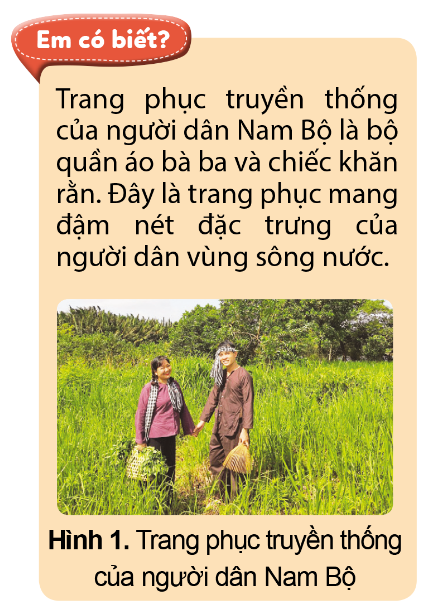 Em có biết?
Trang phục truyền thống
của người dân Nam Bộ là bộ
quần áo bà ba và chiếc khăn
rằn. Đây là trang phục mang
đậm nét đặc trưng của
người dân vùng sông nước.
Hình 1. Trang phục truyền thống
của người dân Nam Bộ